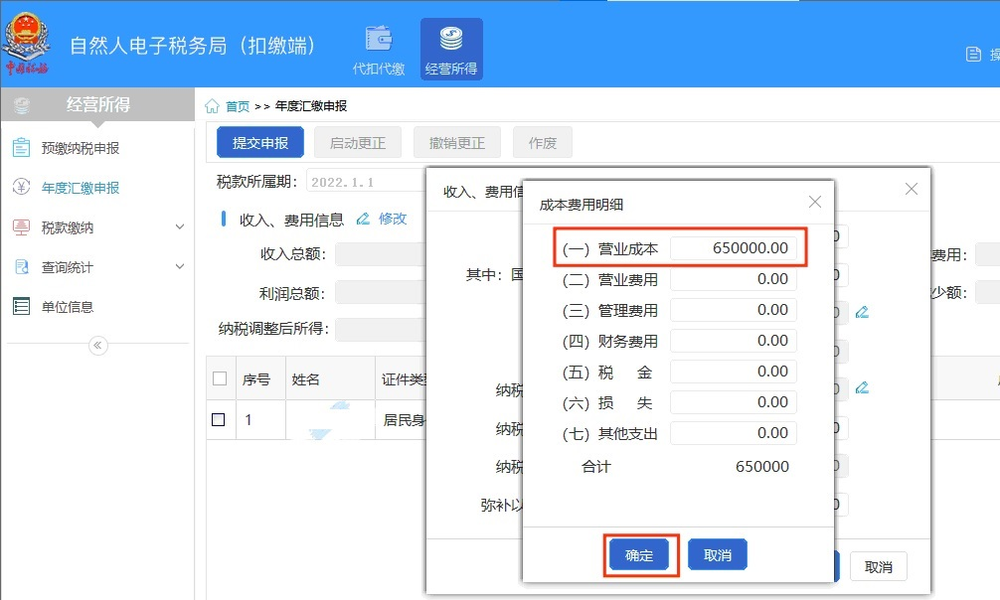 中国税务
自然人电子税务局（扣缴端）
代扣代缴
经营所得
经营所得
首页 >> 年度汇缴申报
预缴纳税申报
年度汇缴申报
税款缴纳
查询统计
单位信息
提交申报 启动更正 撤销更正 作废
税款所属期： 2022.1.1
收入、费用信息 修改
收入总额：
利润总额：
纳税调整后所得：
费用：
少额：
序号 姓名 证件类
1 居民身
收入、费用信
其中：国
纳税
纳税
纳税
弥补以
取消
成本费用明细
(一) 营业成本 650000.00
(二) 营业费用 0.00
(三) 管理费用 0.00
(四) 财务费用 0.00
(五) 税 金 0.00
(六) 损 失 0.00
(七) 其他支出 0.00
合计 650000
确定 取消